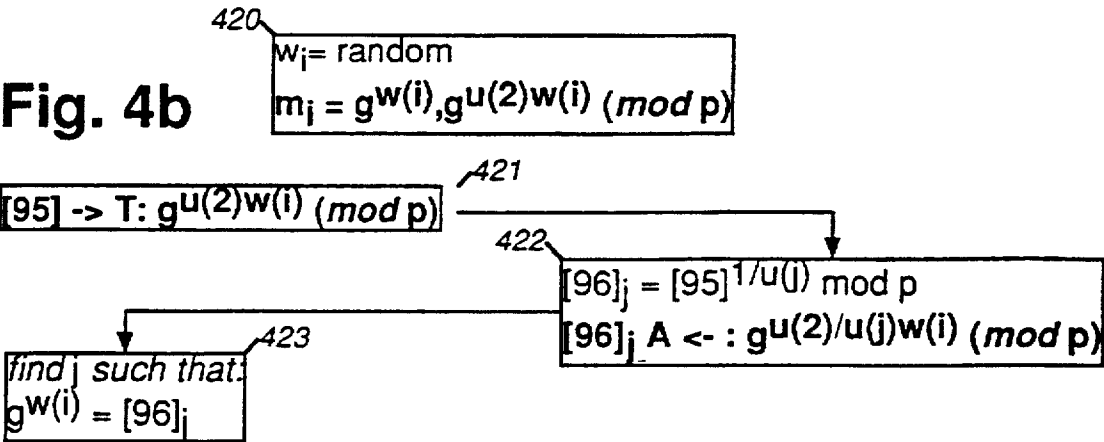 420
w_i= random
Fig. 4b
m_i = g^w(i),g^u(2)w(i) (mod p)
421
[95] -> T: g^u(2)w(i) (mod p)
422
[96]_j = [95]^1/u(j) mod p
[96]_j A <- : g^u(2)/u(j)w(i) (mod p)
423
find j such that:
g^w(i) = [96]_j